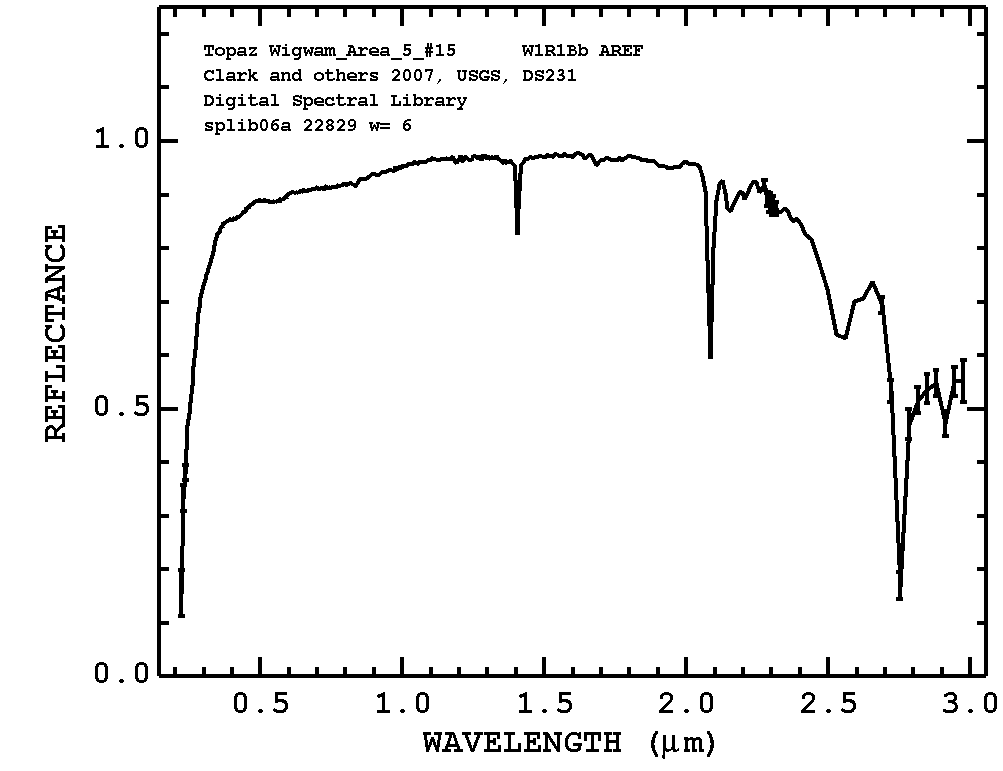 Topaz Wigwam_Area_5_#15 W1R1Bb AREF
Clark and others 2007, USGS, DS231
Digital Spectral Library
splib06a 22829 w= 6
1.0
0.5
0.0
REFLECTANCE
0.5 1.0 1.5 2.0 2.5 3.0
WAVELENGTH (μm)